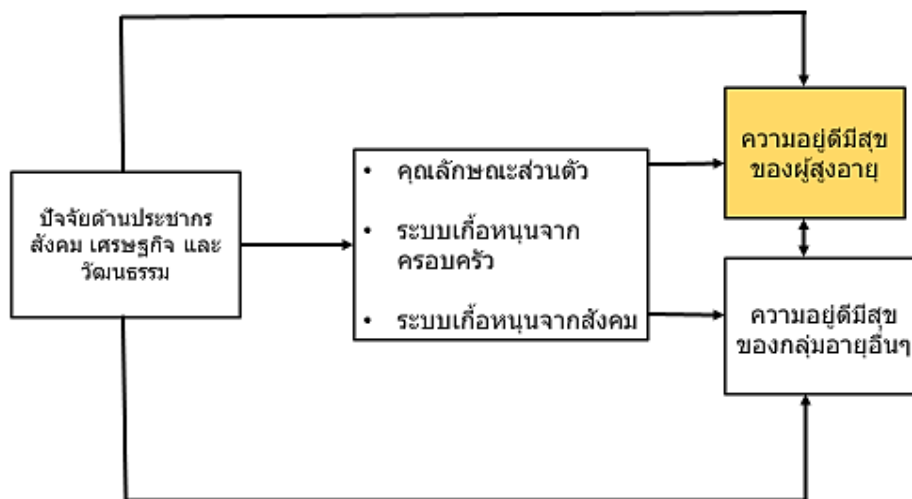 ปัจจัยด้านประชากร
สังคม เศรษฐกิจ และ
วัฒนธรรม
• คุณลักษณะส่วนตัว
• ระบบเกื้อหนุนจาก
ครอบครัว
• ระบบเกื้อหนุนจากสังคม
ความอยู่ดีมีสุข
ของผู้สูงอายุ
ความอยู่ดีมีสุข
ของกลุ่มอายุอื่นๆ